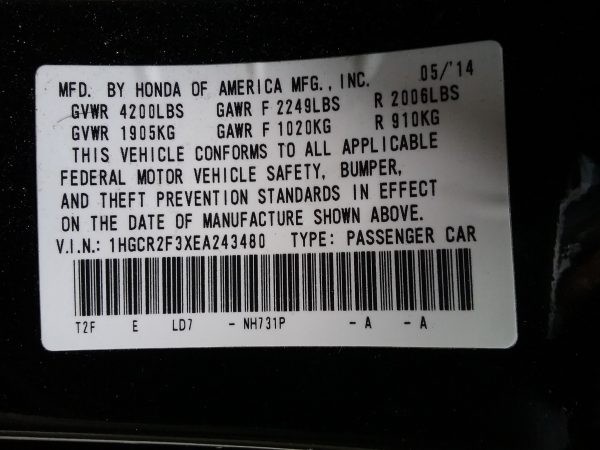 MFD. BY HONDA OF AMERICA MFG., INC. 05/'14
GVWR 4200LBS GAWR F 2249LBS R 2006LBS
GVWR 1905KG GAWR F 1020KG R 910KG
THIS VEHICLE CONFORMS TO ALL APPLICABLE
FEDERAL MOTOR VEHICLE SAFETY, BUMPER,
AND THEFT PREVENTION STANDARDS IN EFFECT
ON THE DATE OF MANUFACTURE SHOWN ABOVE.
V.I.N.: 1HGCR2F3XEA243480 TYPE: PASSENGER CAR
T2F E LD7 - NH731P - A - A